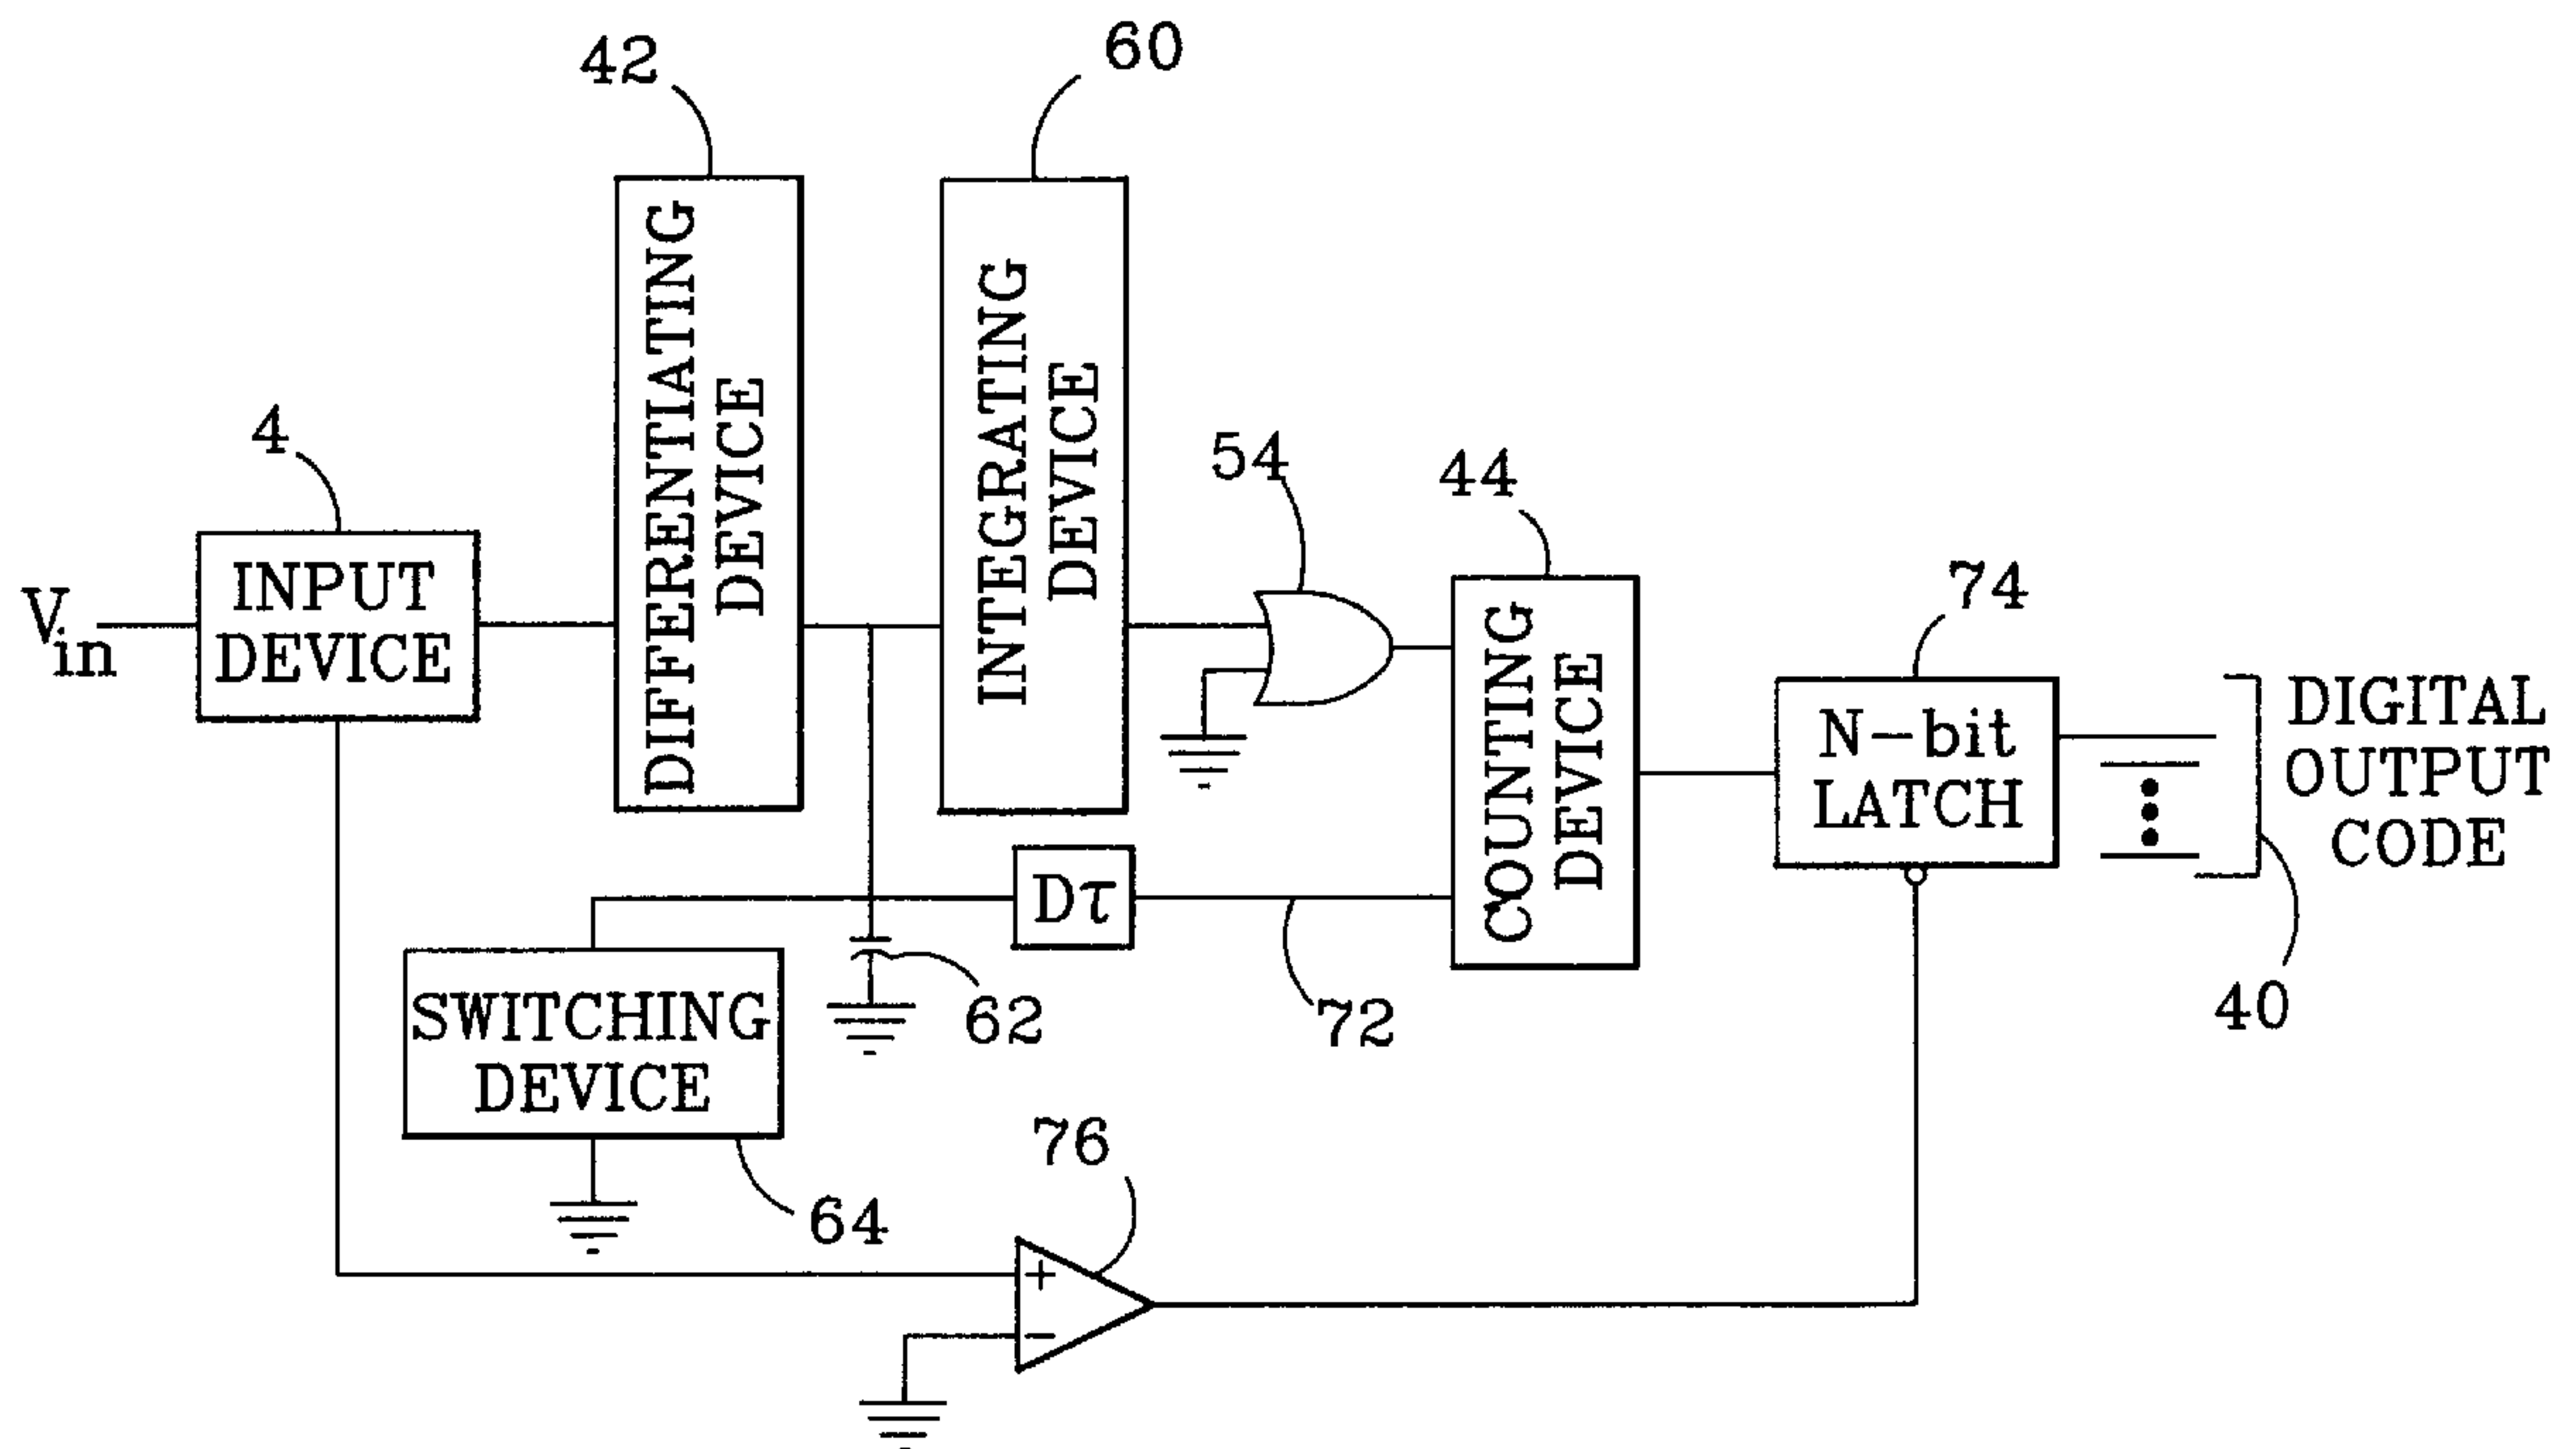 42
60
DIFFERENTIATING
DEVICE
INTEGRATING
DEVICE
4
54
44
INPUT
DEVICE
V
in
COUNTING
DEVICE
74
N-bit
LATCH
DIGITAL
OUTPUT
CODE
Dτ
SWITCHING
DEVICE
62
72
40
64
76
+
−